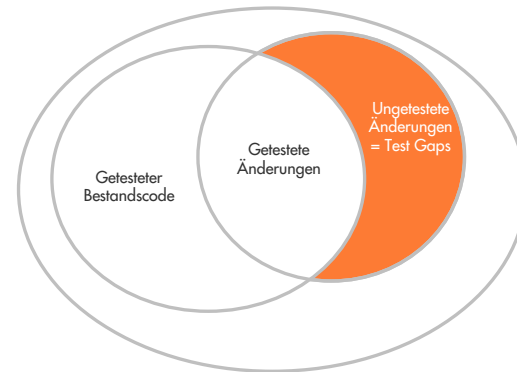 Getesteter
Bestandscode
Getestete
Änderungen
Ungetestete
Änderungen
= Test Gaps